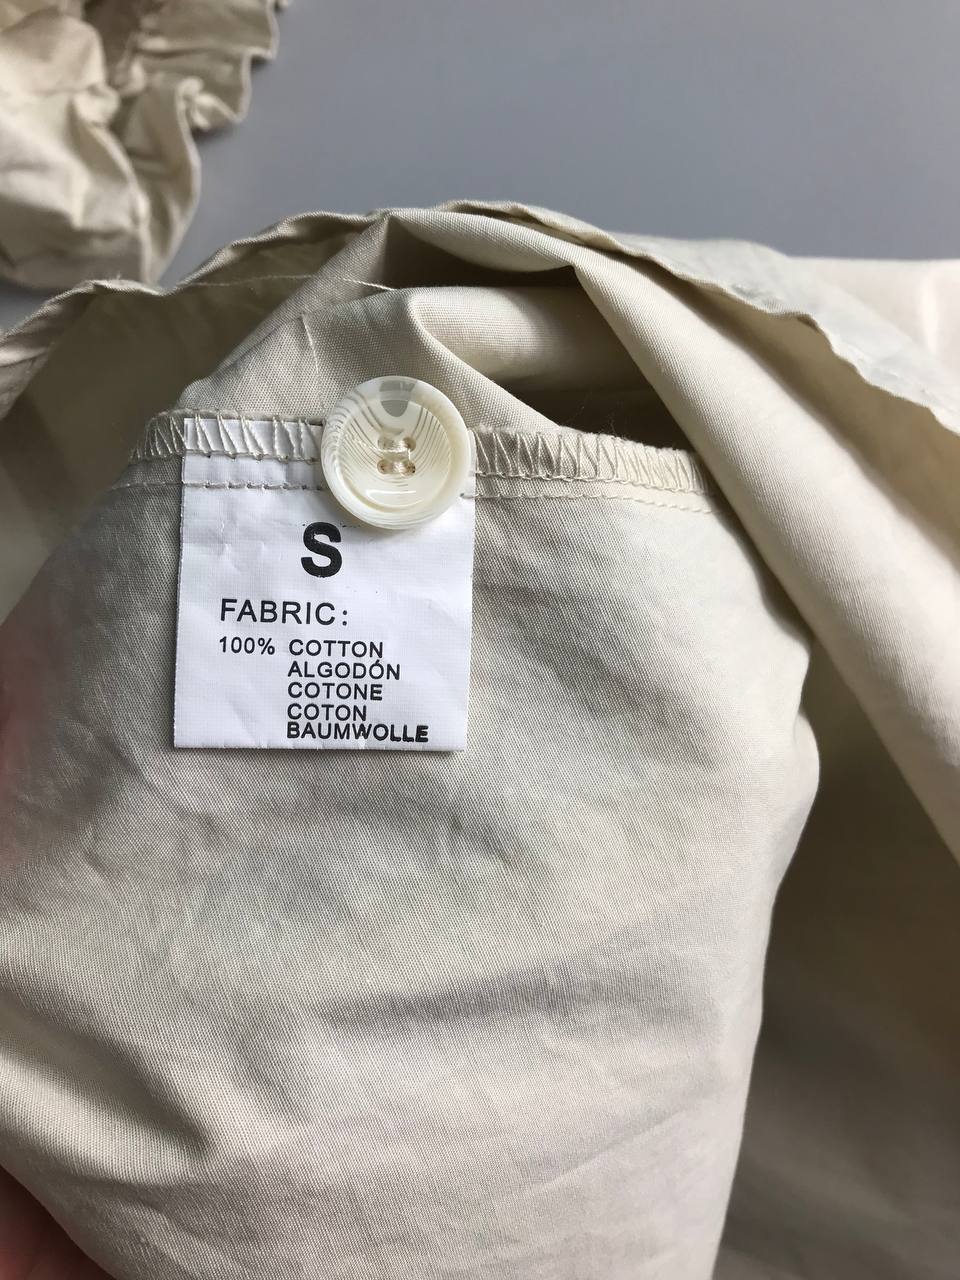 S
FABRIC:
100% COTTON
ALGODÓN
COTONE
COTON
BAUMWOLLE